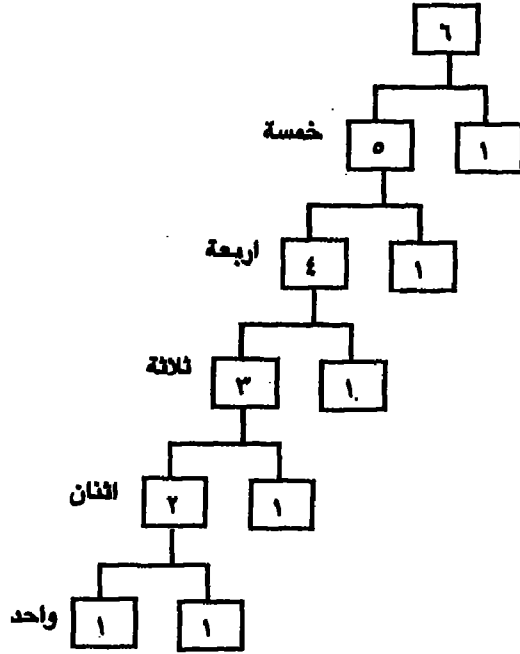 ٦
خمسة ٥ ١
اربعة ٤ ١
ثلاثة ٣ ١
اثنان ٢ ١
واحد ١ ١